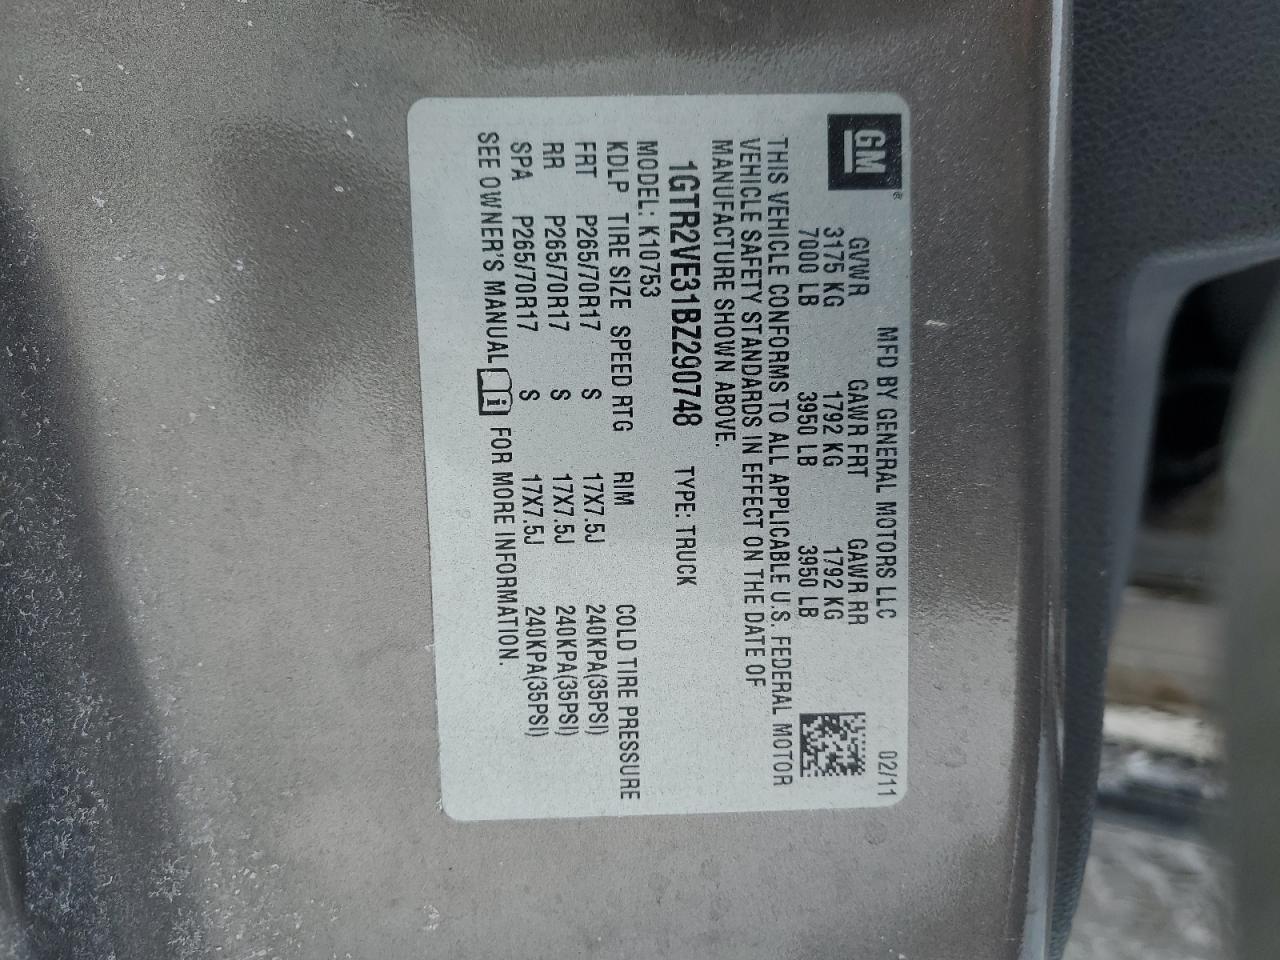 GM ®
MFD BY GENERAL MOTORS LLC 02/11
GVWR GAWR FRT GAWR RR
3175 KG 1792 KG 1792 KG
7000 LB 3950 LB 3950 LB
THIS VEHICLE CONFORMS TO ALL APPLICABLE U.S. FEDERAL MOTOR
VEHICLE SAFETY STANDARDS IN EFFECT ON THE DATE OF
MANUFACTURE SHOWN ABOVE.
1GTR2VE31BZ290748 TYPE: TRUCK
MODEL: K10753
KDLP TIRE SIZE SPEED RTG RIM COLD TIRE PRESSURE
FRT P265/70R17 S 17X7.5J 240KPA(35PSI)
RR P265/70R17 S 17X7.5J 240KPA(35PSI)
SPA P265/70R17 S 17X7.5J 240KPA(35PSI)
SEE OWNER'S MANUAL i FOR MORE INFORMATION.